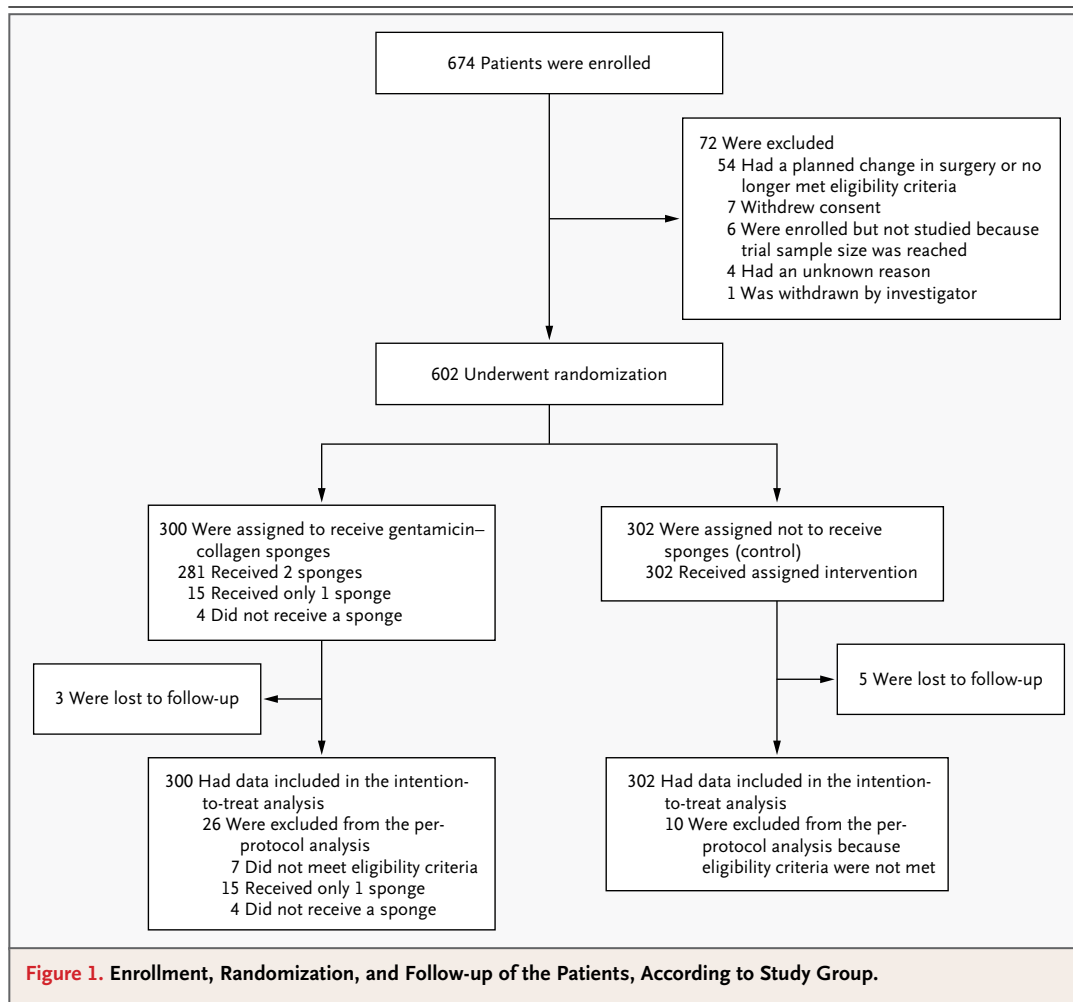 674 Patients were enrolled
72 Were excluded
54 Had a planned change in surgery or no
longer met eligibility criteria
7 Withdrew consent
6 Were enrolled but not studied because
trial sample size was reached
4 Had an unknown reason
1 Was withdrawn by investigator
602 Underwent randomization
300 Were assigned to receive gentamicin–
collagen sponges
281 Received 2 sponges
15 Received only 1 sponge
4 Did not receive a sponge
302 Were assigned not to receive
sponges (control)
302 Received assigned intervention
3 Were lost to follow-up
5 Were lost to follow-up
300 Had data included in the intention-
to-treat analysis
26 Were excluded from the per-
protocol analysis
7 Did not meet eligibility criteria
15 Received only 1 sponge
4 Did not receive a sponge
302 Had data included in the intention-
to-treat analysis
10 Were excluded from the per-
protocol analysis because
eligibility criteria were not met
Figure 1. Enrollment, Randomization, and Follow-up of the Patients, According to Study Group.